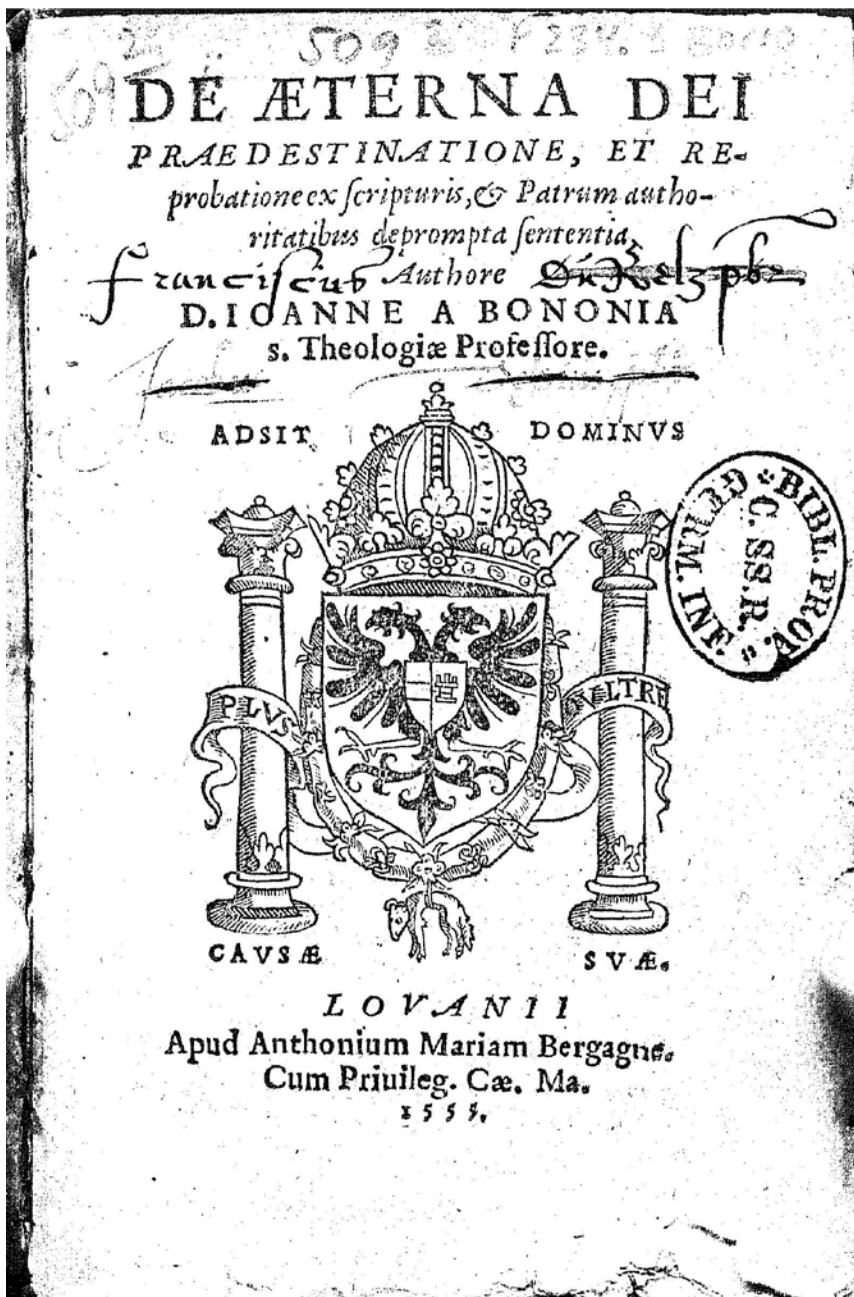 509
DE ÆTERNA DEI
PRAEDESTINATIONE, ET RE-
probatione ex scripturis, & Patrum autho-
ritatibus deprompta sententia,
Franciscus Authore
D. IOANNE A BONONIA
s. Theologiæ Professore.
ADSIT DOMINVS
BIBL. PROV. GERM. INF.
C. SS. R.
PLVS VLTRE
CAVSÆ SVÆ.
LOVANII
Apud Anthonium Mariam Bergagne.
Cum Priuileg. Cæ. Ma.
1555.